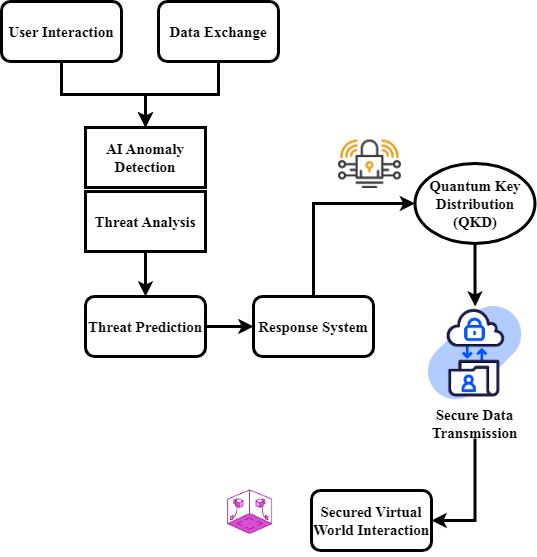 User Interaction
Data Exchange
AI Anomaly
Detection
Threat Analysis
Quantum Key
Distribution
(QKD)
Threat Prediction
Response System
Secure Data
Transmission
Secured Virtual
World Interaction